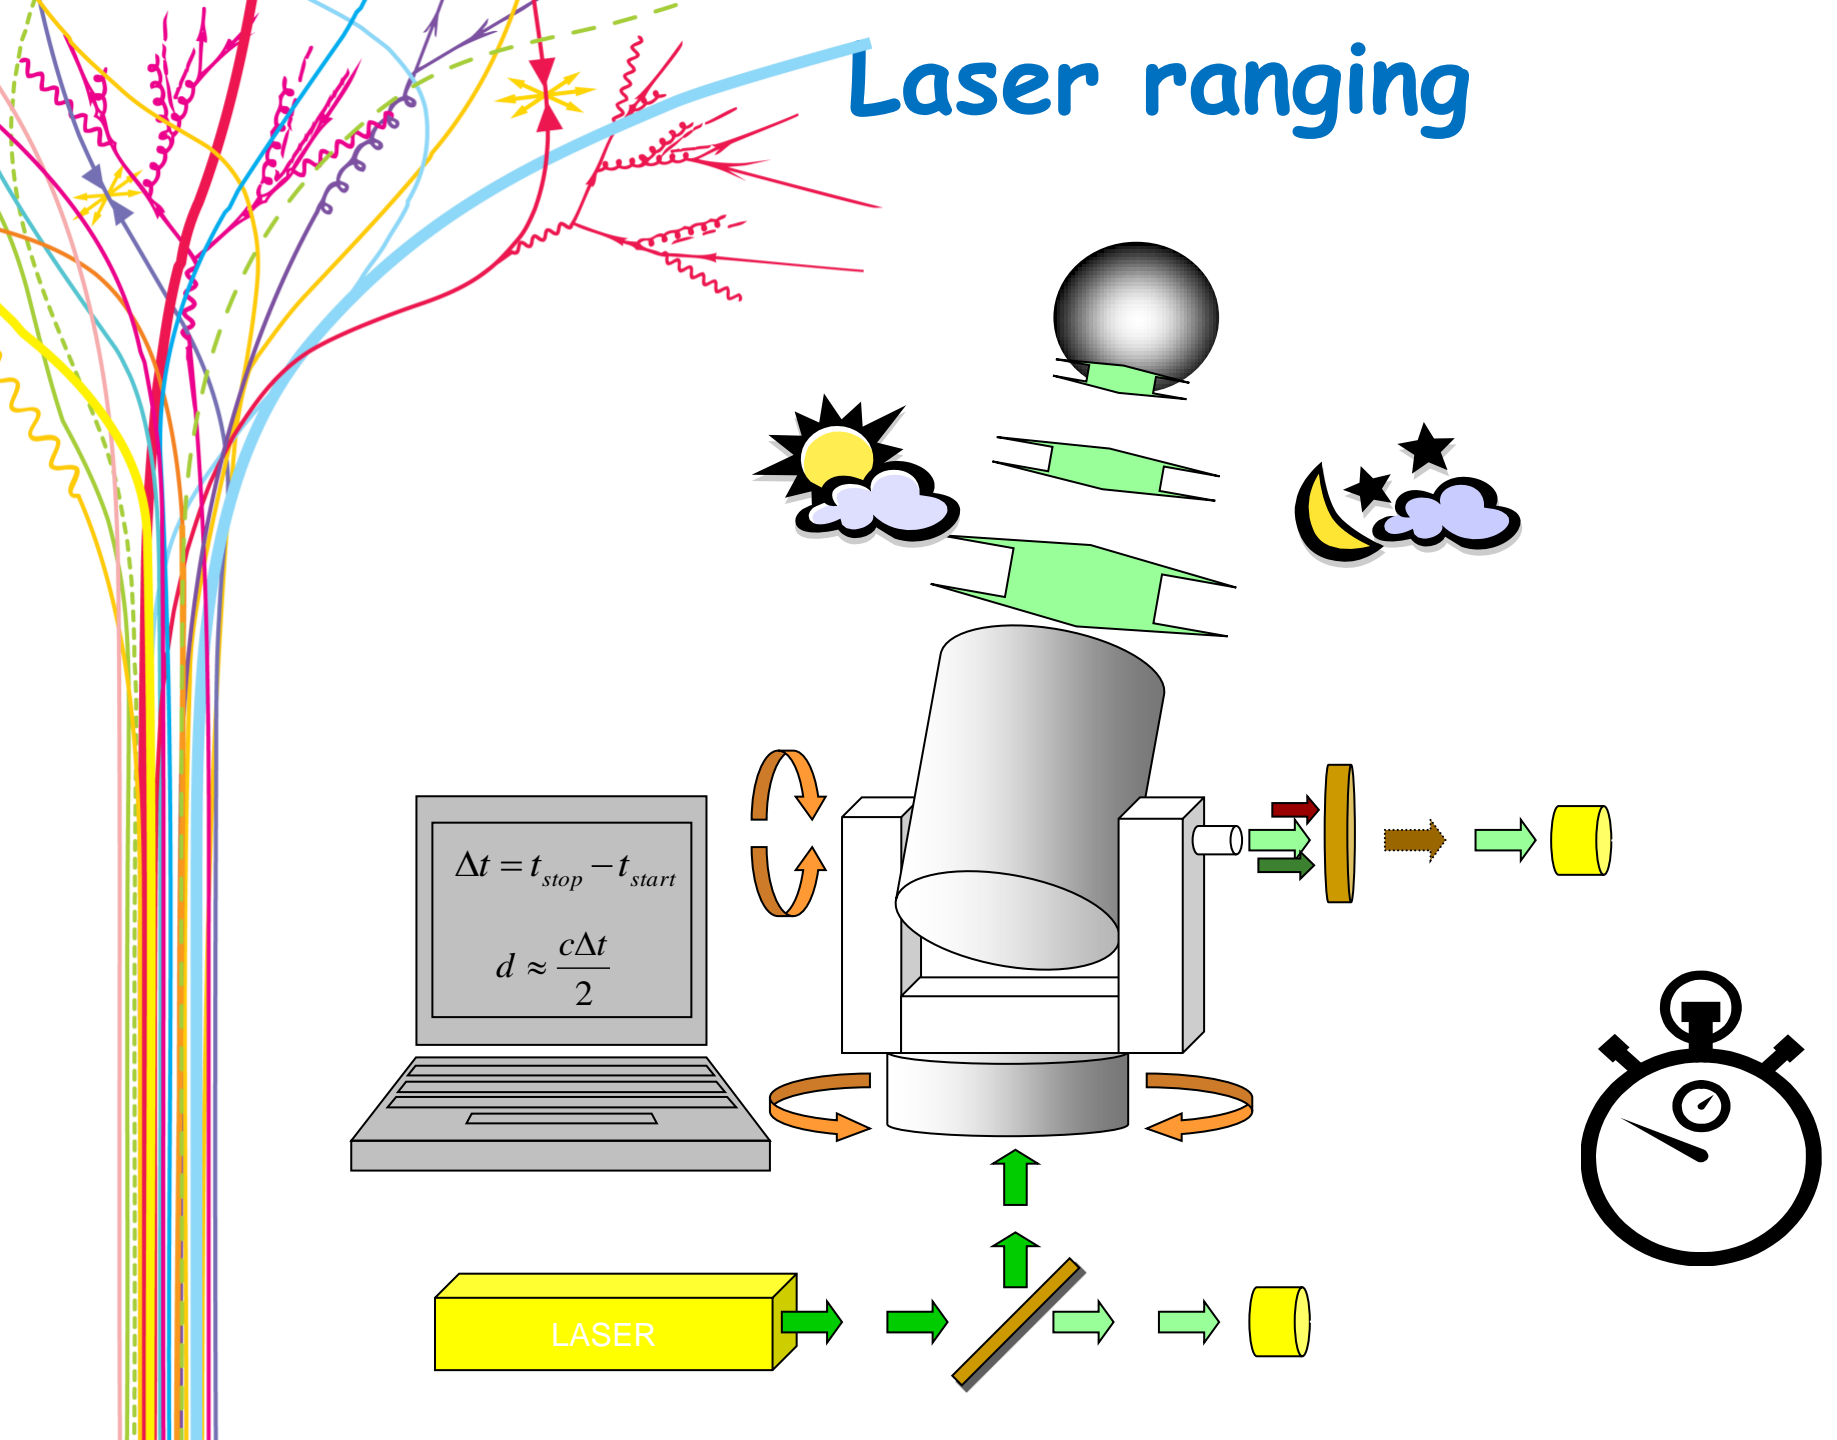 Laser ranging
Δt = t_stop − t_start
d ≈ cΔt / 2
LASER